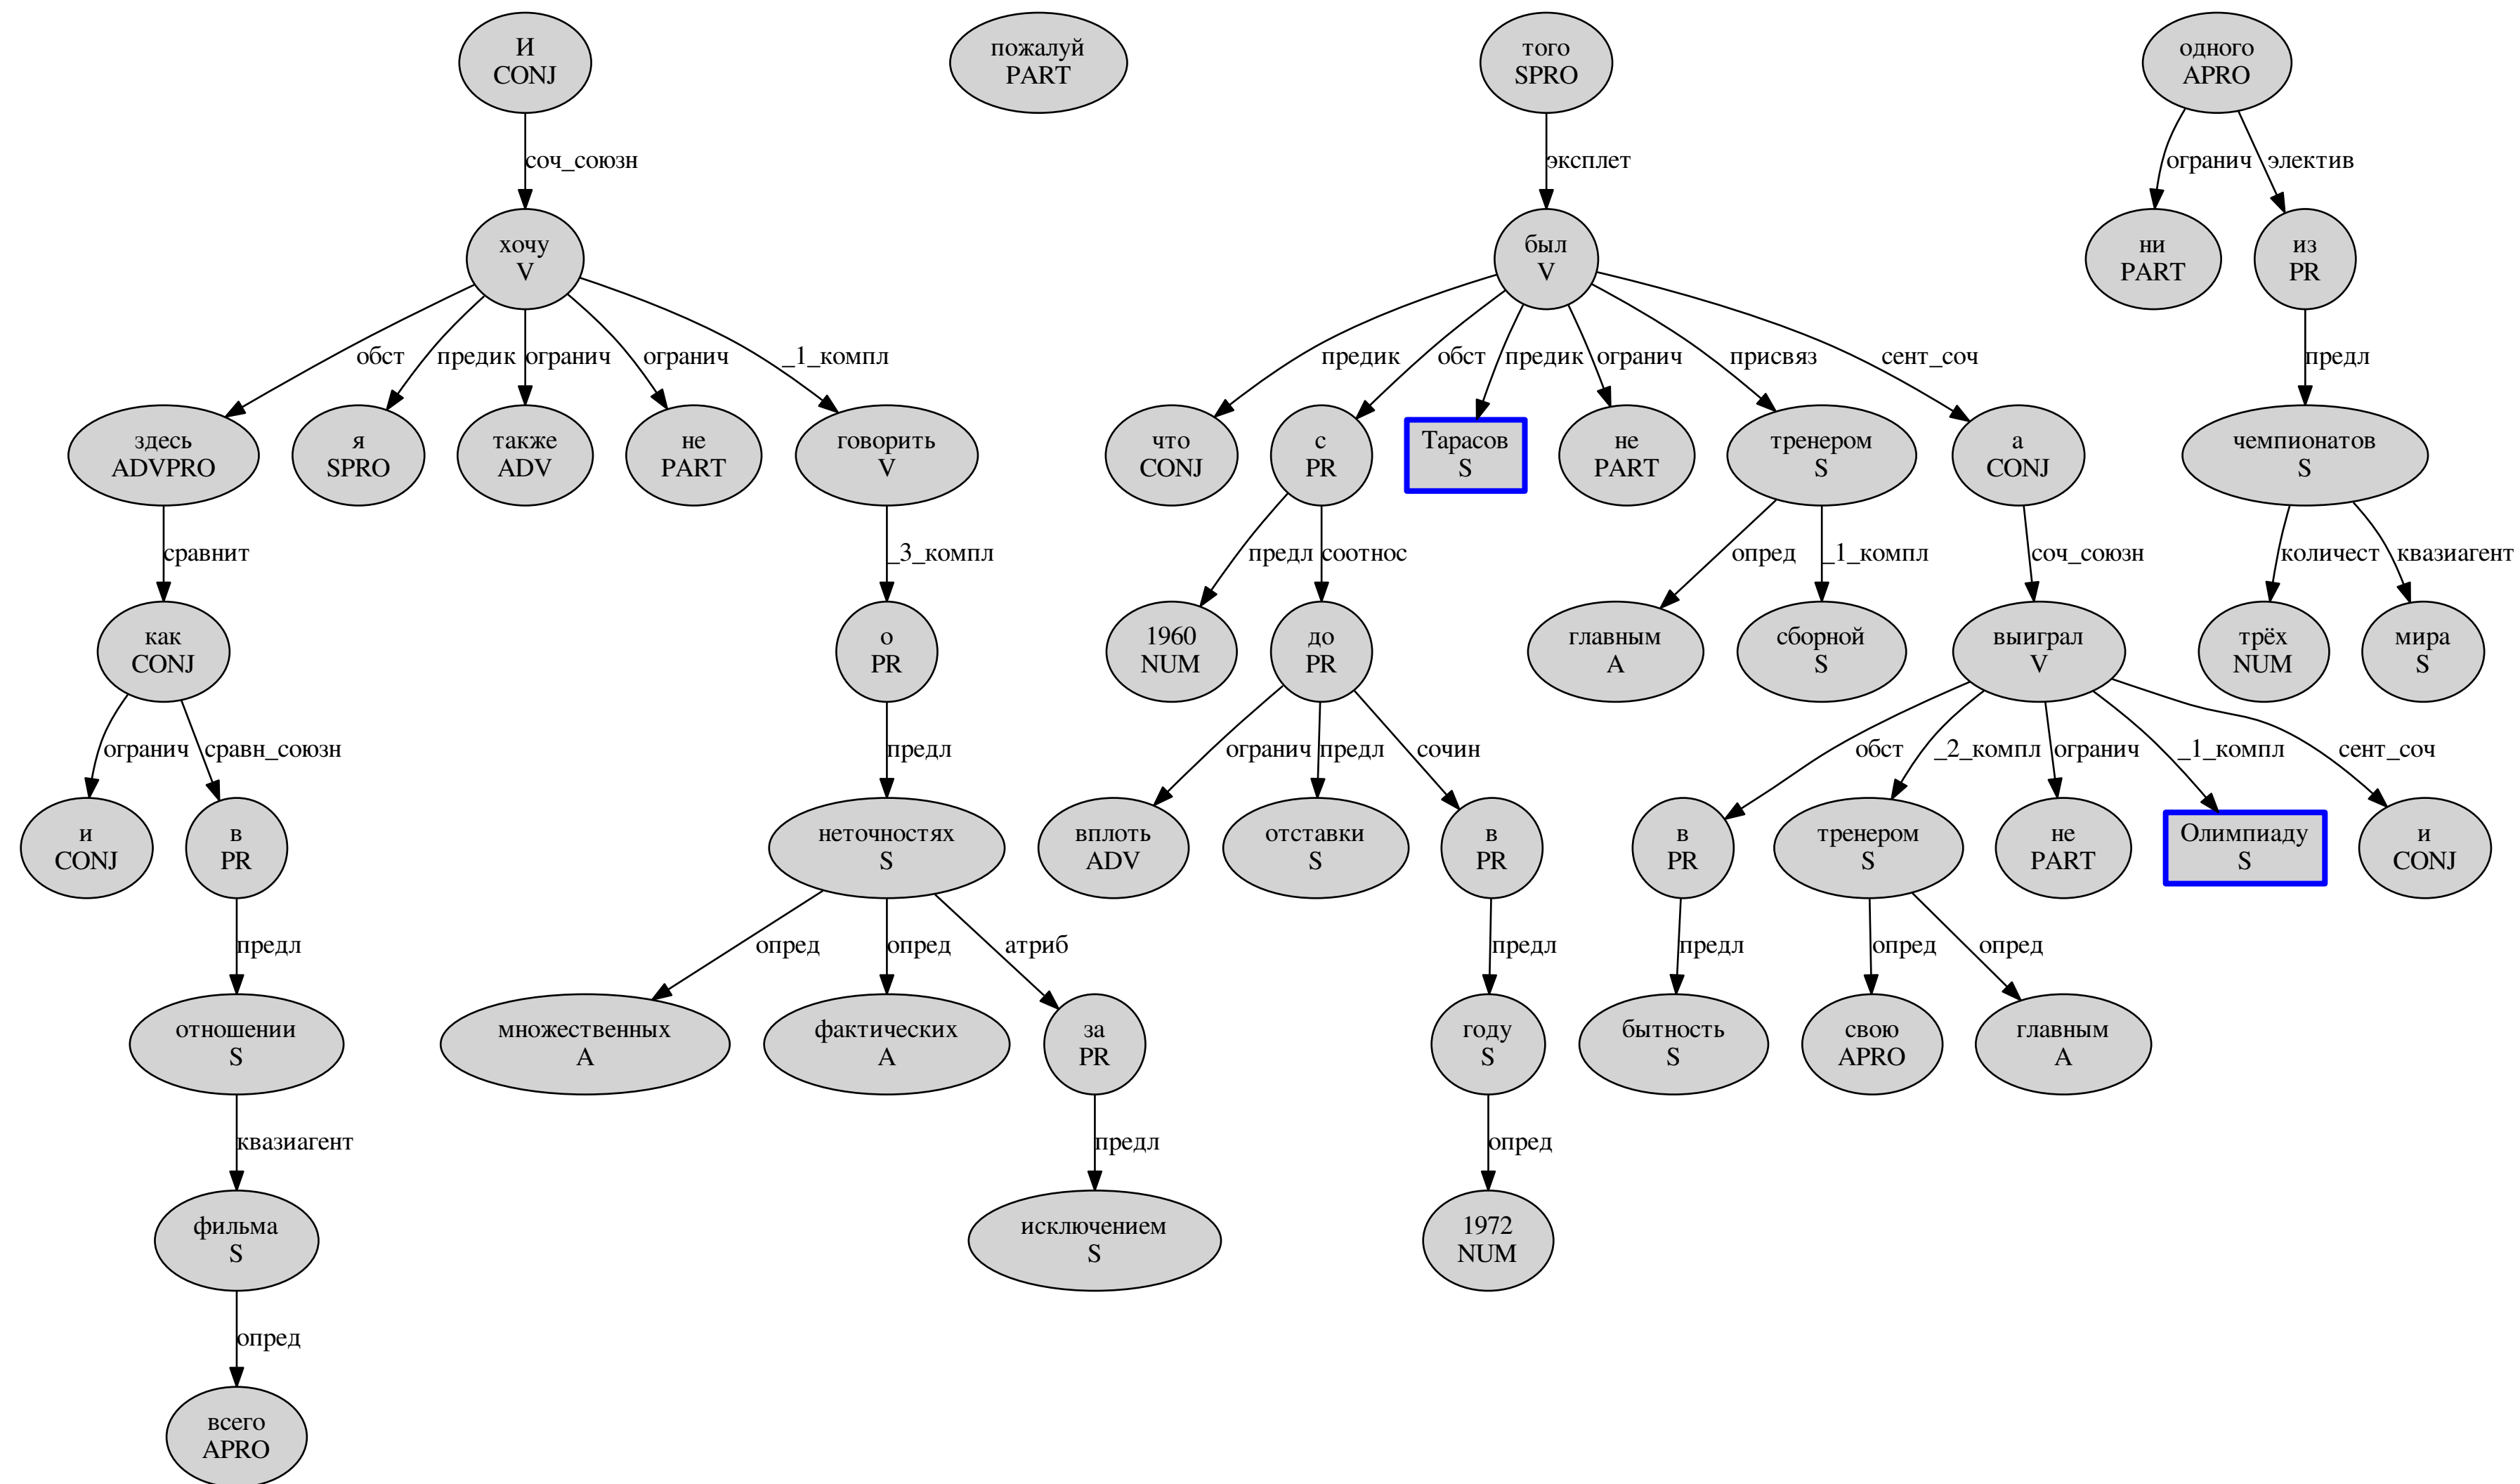 И
CONJ
пожалуй
PART
того
SPRO
одного
APRO
соч_союзн
эксплет
огранич
электив
хочу
V
был
V
ни
PART
из
PR
обст
предик
огранич
огранич
_1_компл
предик
обст
предик
огранич
присвяз
сент_соч
предл
здесь
ADVPRO
я
SPRO
также
ADV
не
PART
говорить
V
что
CONJ
с
PR
Тарасов
S
не
PART
тренером
S
а
CONJ
чемпионатов
S
сравнит
_3_компл
предл
соотнос
опред
_1_компл
соч_союзн
количест
квазиагент
как
CONJ
о
PR
1960
NUM
до
PR
главным
A
сборной
S
выиграл
V
трёх
NUM
мира
S
огранич
сравн_союзн
предл
огранич
предл
сочин
обст
_2_компл
огранич
_1_компл
сент_соч
и
CONJ
в
PR
неточностях
S
вплоть
ADV
отставки
S
в
PR
в
PR
тренером
S
не
PART
Олимпиаду
S
и
CONJ
предл
опред
опред
атриб
предл
предл
опред
опред
отношении
S
множественных
A
фактических
A
за
PR
году
S
бытность
S
свою
APRO
главным
A
квазиагент
предл
опред
фильма
S
исключением
S
1972
NUM
опред
всего
APRO